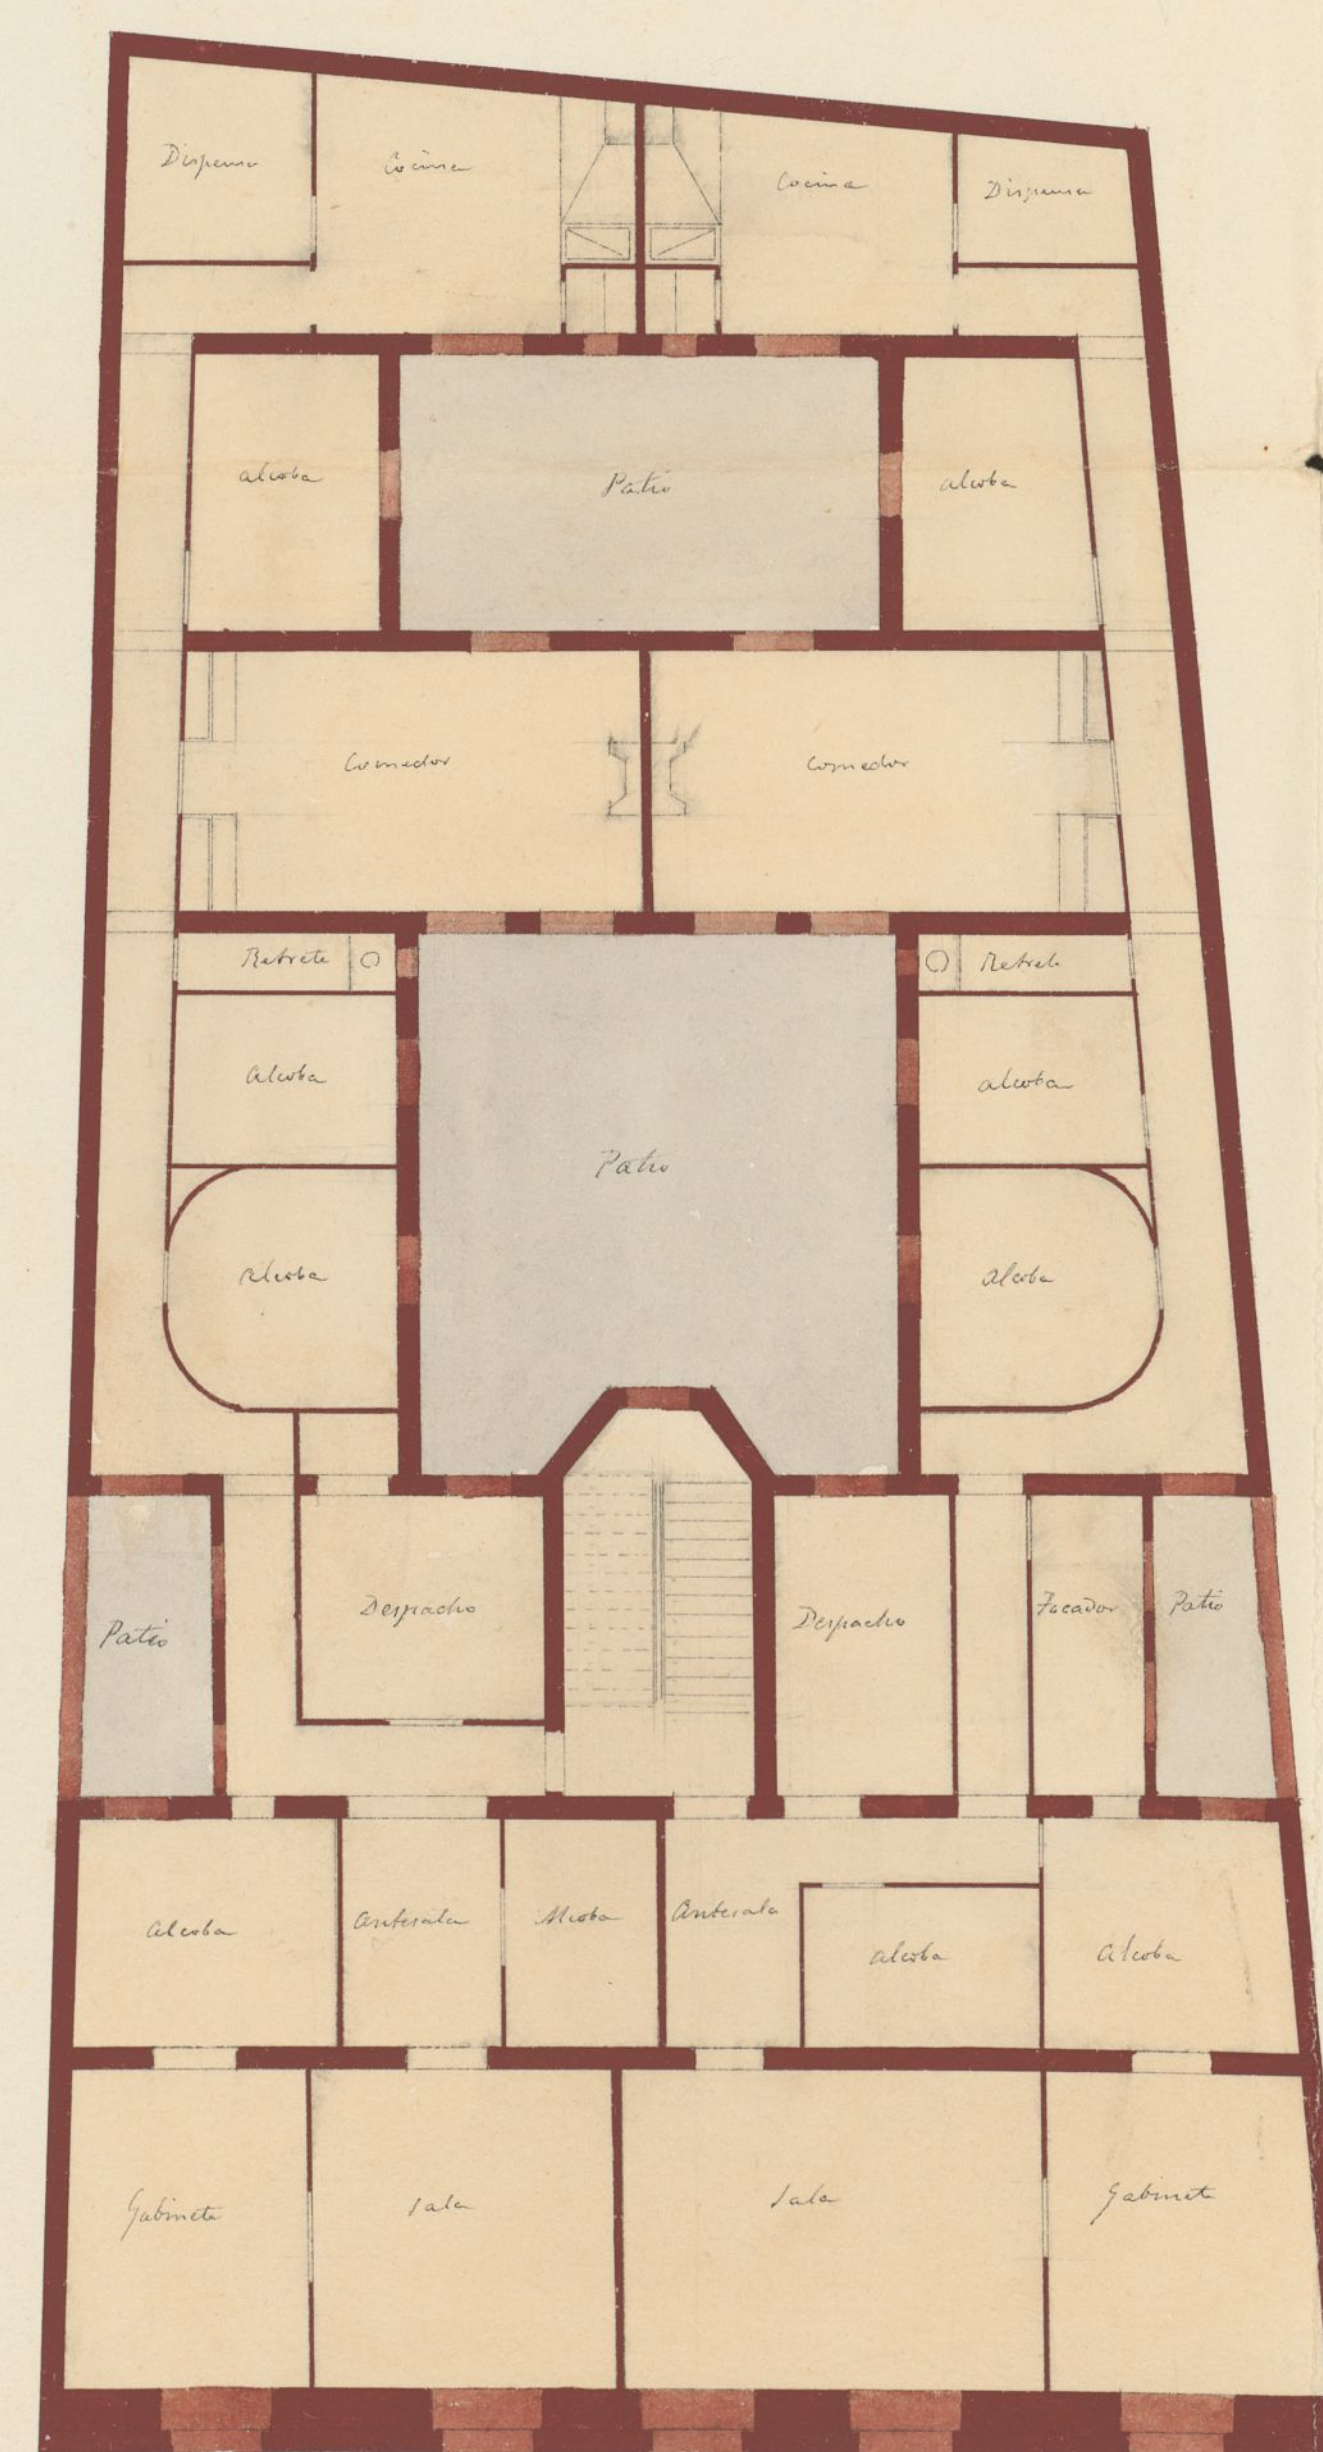 Dispensa
Cocina
Cocina
Dispensa
alcoba
Patio
alcoba
Comedor
Comedor
Retrete
Retrete
Alcoba
alcoba
Patio
Alcoba
Alcoba
Patio
Despacho
Despacho
Tocador
Patio
Alcoba
Antesala
Alcoba
Antesala
alcoba
Alcoba
Gabinete
Sala
Sala
Gabinete